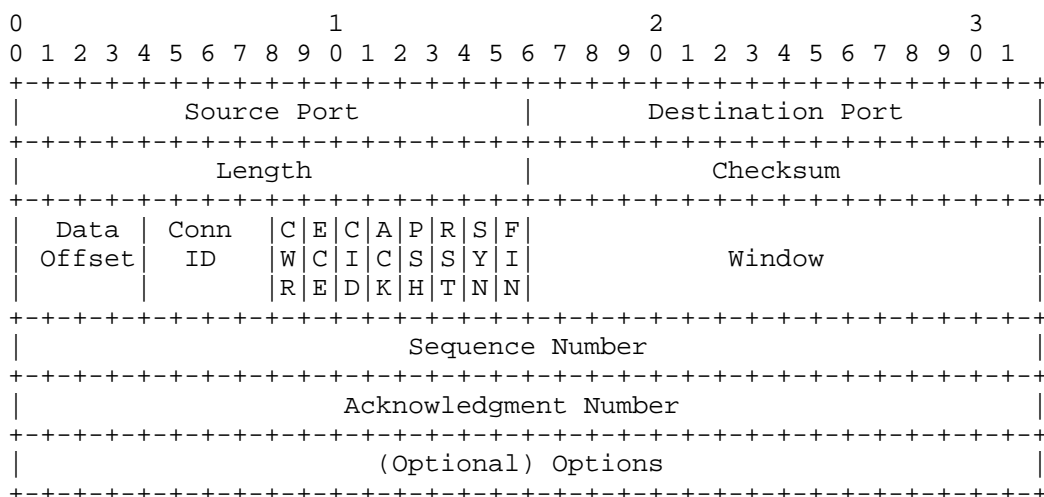 0                   1                   2                   3
0 1 2 3 4 5 6 7 8 9 0 1 2 3 4 5 6 7 8 9 0 1 2 3 4 5 6 7 8 9 0 1
+-+-+-+-+-+-+-+-+-+-+-+-+-+-+-+-+-+-+-+-+-+-+-+-+-+-+-+-+-+-+-+-+
|          Source Port          |       Destination Port        |
+-+-+-+-+-+-+-+-+-+-+-+-+-+-+-+-+-+-+-+-+-+-+-+-+-+-+-+-+-+-+-+-+
|            Length             |           Checksum            |
+-+-+-+-+-+-+-+-+-+-+-+-+-+-+-+-+-+-+-+-+-+-+-+-+-+-+-+-+-+-+-+-+
|  Data | Conn  |C|E|C|A|P|R|S|F|                               |
| Offset|  ID   |W|C|I|C|S|S|Y|I|            Window             |
|       |       |R|E|D|K|H|T|N|N|                               |
+-+-+-+-+-+-+-+-+-+-+-+-+-+-+-+-+-+-+-+-+-+-+-+-+-+-+-+-+-+-+-+-+
|                        Sequence Number                        |
+-+-+-+-+-+-+-+-+-+-+-+-+-+-+-+-+-+-+-+-+-+-+-+-+-+-+-+-+-+-+-+-+
|                    Acknowledgment Number                      |
+-+-+-+-+-+-+-+-+-+-+-+-+-+-+-+-+-+-+-+-+-+-+-+-+-+-+-+-+-+-+-+-+
|                      (Optional) Options                       |
+-+-+-+-+-+-+-+-+-+-+-+-+-+-+-+-+-+-+-+-+-+-+-+-+-+-+-+-+-+-+-+-+